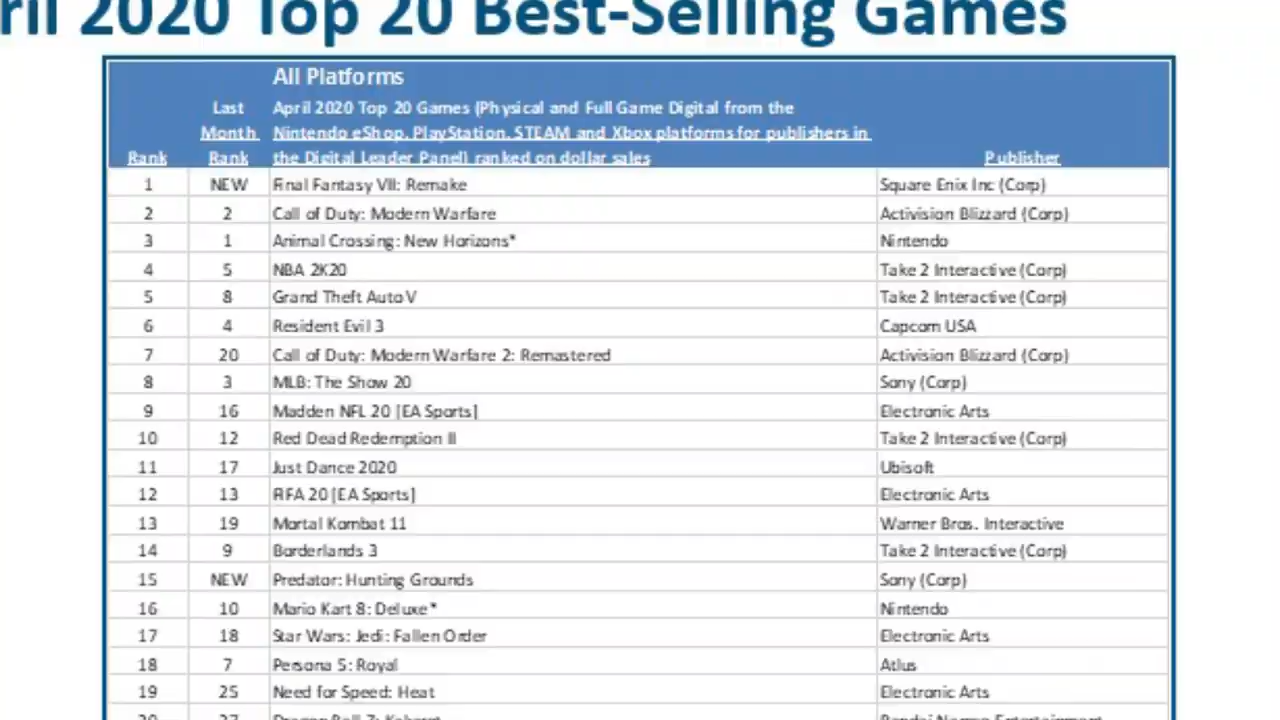 ril 2020 Top 20 Best-Selling Games
All Platforms
Last Month Rank
April 2020 Top 20 Games (Physical and Full Game Digital from the
Nintendo eShop, PlayStation, STEAM and Xbox platforms for publishers in
the Digital Leader Panel) ranked on dollar sales
Rank
Publisher
1 NEW Final Fantasy VII: Remake Square Enix Inc (Corp)
2 2 Call of Duty: Modern Warfare Activision Blizzard (Corp)
3 1 Animal Crossing: New Horizons* Nintendo
4 5 NBA 2K20 Take 2 Interactive (Corp)
5 8 Grand Theft Auto V Take 2 Interactive (Corp)
6 4 Resident Evil 3 Capcom USA
7 20 Call of Duty: Modern Warfare 2: Remastered Activision Blizzard (Corp)
8 3 MLB: The Show 20 Sony (Corp)
9 16 Madden NFL 20 [EA Sports] Electronic Arts
10 12 Red Dead Redemption II Take 2 Interactive (Corp)
11 17 Just Dance 2020 Ubisoft
12 13 FIFA 20 [EA Sports] Electronic Arts
13 19 Mortal Kombat 11 Warner Bros. Interactive
14 9 Borderlands 3 Take 2 Interactive (Corp)
15 NEW Predator: Hunting Grounds Sony (Corp)
16 10 Mario Kart 8: Deluxe* Nintendo
17 18 Star Wars: Jedi: Fallen Order Electronic Arts
18 7 Persona 5: Royal Atlus
19 25 Need for Speed: Heat Electronic Arts